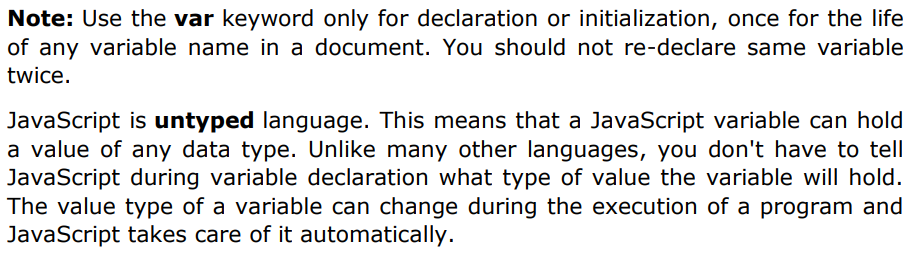 Note: Use the var keyword only for declaration or initialization, once for the life
of any variable name in a document. You should not re-declare same variable
twice.
JavaScript is untyped language. This means that a JavaScript variable can hold
a value of any data type. Unlike many other languages, you don't have to tell
JavaScript during variable declaration what type of value the variable will hold.
The value type of a variable can change during the execution of a program and
JavaScript takes care of it automatically.